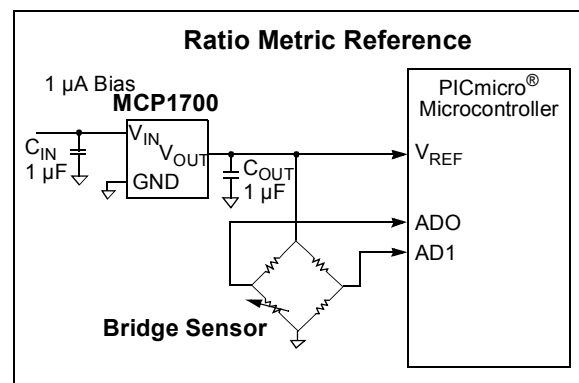 Ratio Metric Reference
1 µA Bias
MCP1700
PICmicro®
Microcontroller
VIN
VOUT
GND
CIN
1 µF
COUT
1 µF
VREF
ADO
AD1
Bridge Sensor